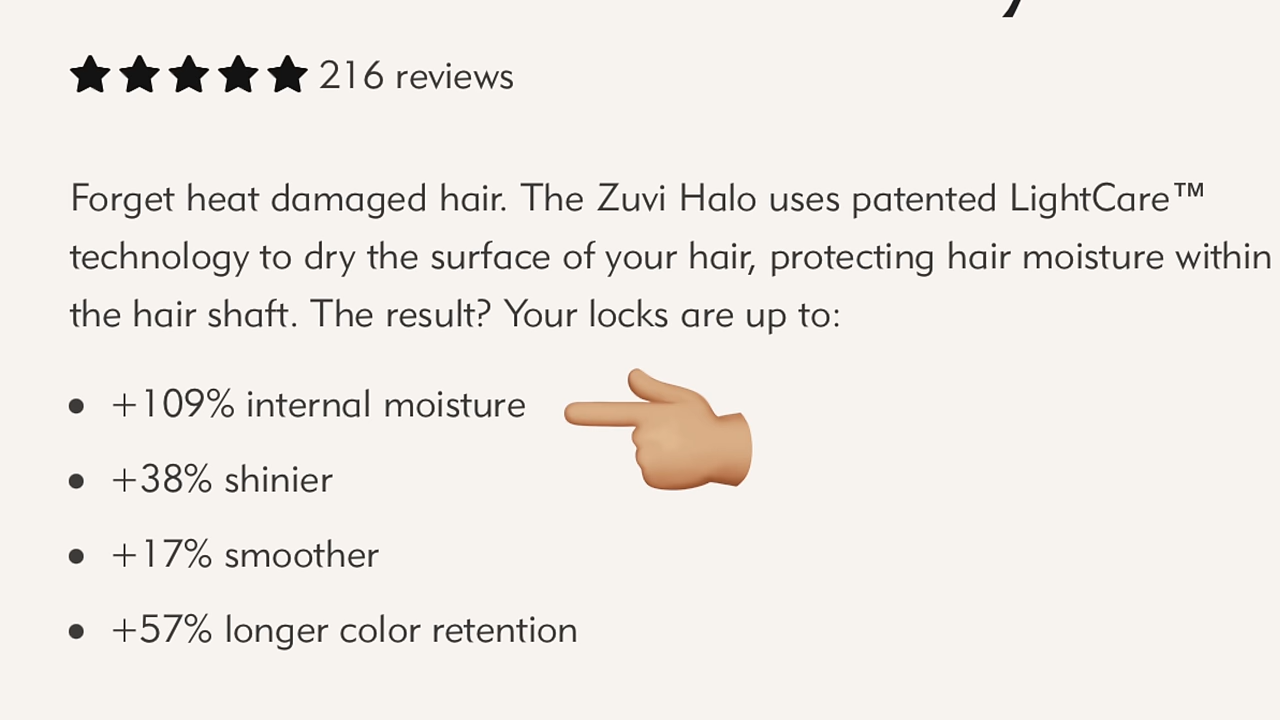 216 reviews
Forget heat damaged hair. The Zuvi Halo uses patented LightCare™
technology to dry the surface of your hair, protecting hair moisture within
the hair shaft. The result? Your locks are up to:
• +109% internal moisture
• +38% shinier
• +17% smoother
• +57% longer color retention